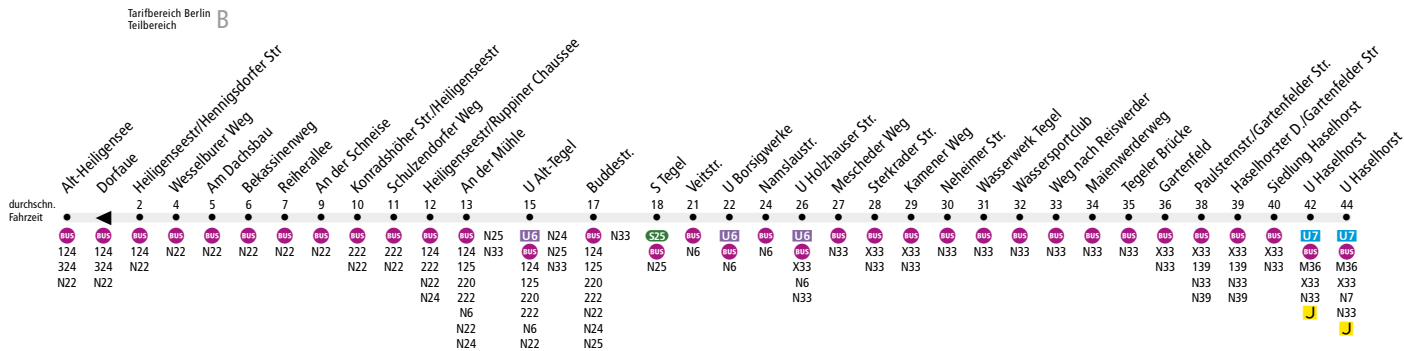 Tarifbereich Berlin
Teilbereich B
Alt-Heiligensee
Dorfaue
Heiligenseestr/Hennigsdorfer Str
Wesselburer Weg
Am Dachsbau
Bekassinenweg
Reiherallee
An der Schneise
Konradshöher Str./Heiligenseestr
Schulzendorfer Weg
Heiligenseestr/Ruppiner Chaussee
An der Mühle
U Alt-Tegel
Buddestr.
S Tegel
Veitstr.
U Borsigwerke
Namslaustr.
U Holzhauser Str.
Mescheder Weg
Sterkrader Str.
Kamener Weg
Neheimer Str.
Wasserwerk Tegel
Wassersportclub
Weg nach Reiswerder
Maienwerderweg
Tegeler Brücke
Gartenfeld
Paulsternstr./Gartenfelder Str.
Haselhorster D./Gartenfelder Str
Siedlung Haselhorst
U Haselhorst
U Haselhorst
durchschn. 2 4 5 6 7 9 10 11 12 13 15 17 18 21 22 24 26 27 28 29 30 31 32 33 34 35 36 38 39 40 42 44
Fahrzeit
BUS BUS BUS BUS BUS BUS BUS BUS BUS BUS BUS BUS N25 U6 N24 BUS N33 S25 BUS U6 BUS U6 BUS BUS BUS BUS BUS BUS BUS BUS BUS BUS BUS BUS BUS U7 U7
124 124 124 N22 N22 N22 N22 N22 222 222 124 124 N33 BUS N25 124 BUS N6 BUS N6 BUS N33 X33 X33 N33 N33 N33 N33 N33 N33 X33 X33 139 X33 BUS BUS
324 324 N22 N22 N22 222 125 124 N33 125 N25 N6 X33 N33 N33 N33 139 X33 N33 M36 M36
N22 N22 N22 220 125 220 N6 N33 N33 X33 X33
N24 222 220 222 N33 N39 N39 N33 N7
N6 222 N22 J N33
N22 N6 N24 J
N24 N22 N25